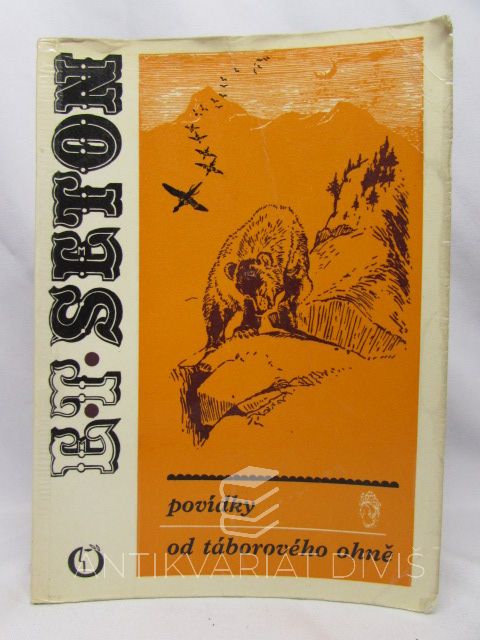 E.T. SETON
povídky
od táborového ohně
ANTIKVARIÁT DIVIŠ